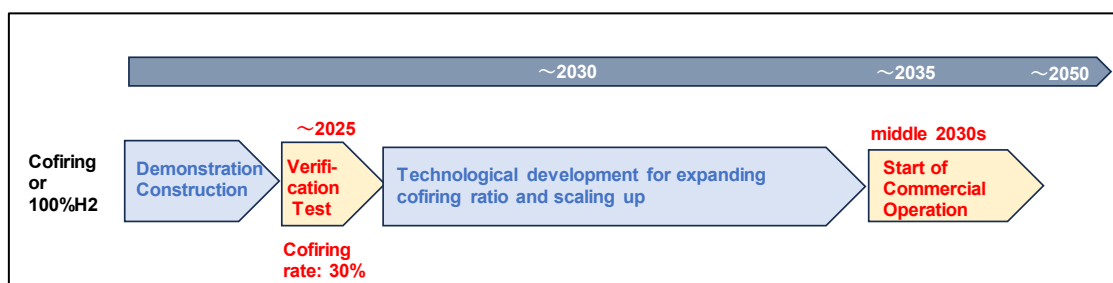 ～2030
～2035
～2050
Cofiring
or
100%H2
Demonstration
Construction
～2025
Verifi-
cation
Test
Cofiring
rate: 30%
Technological development for expanding
cofiring ratio and scaling up
middle 2030s
Start of
Commercial
Operation